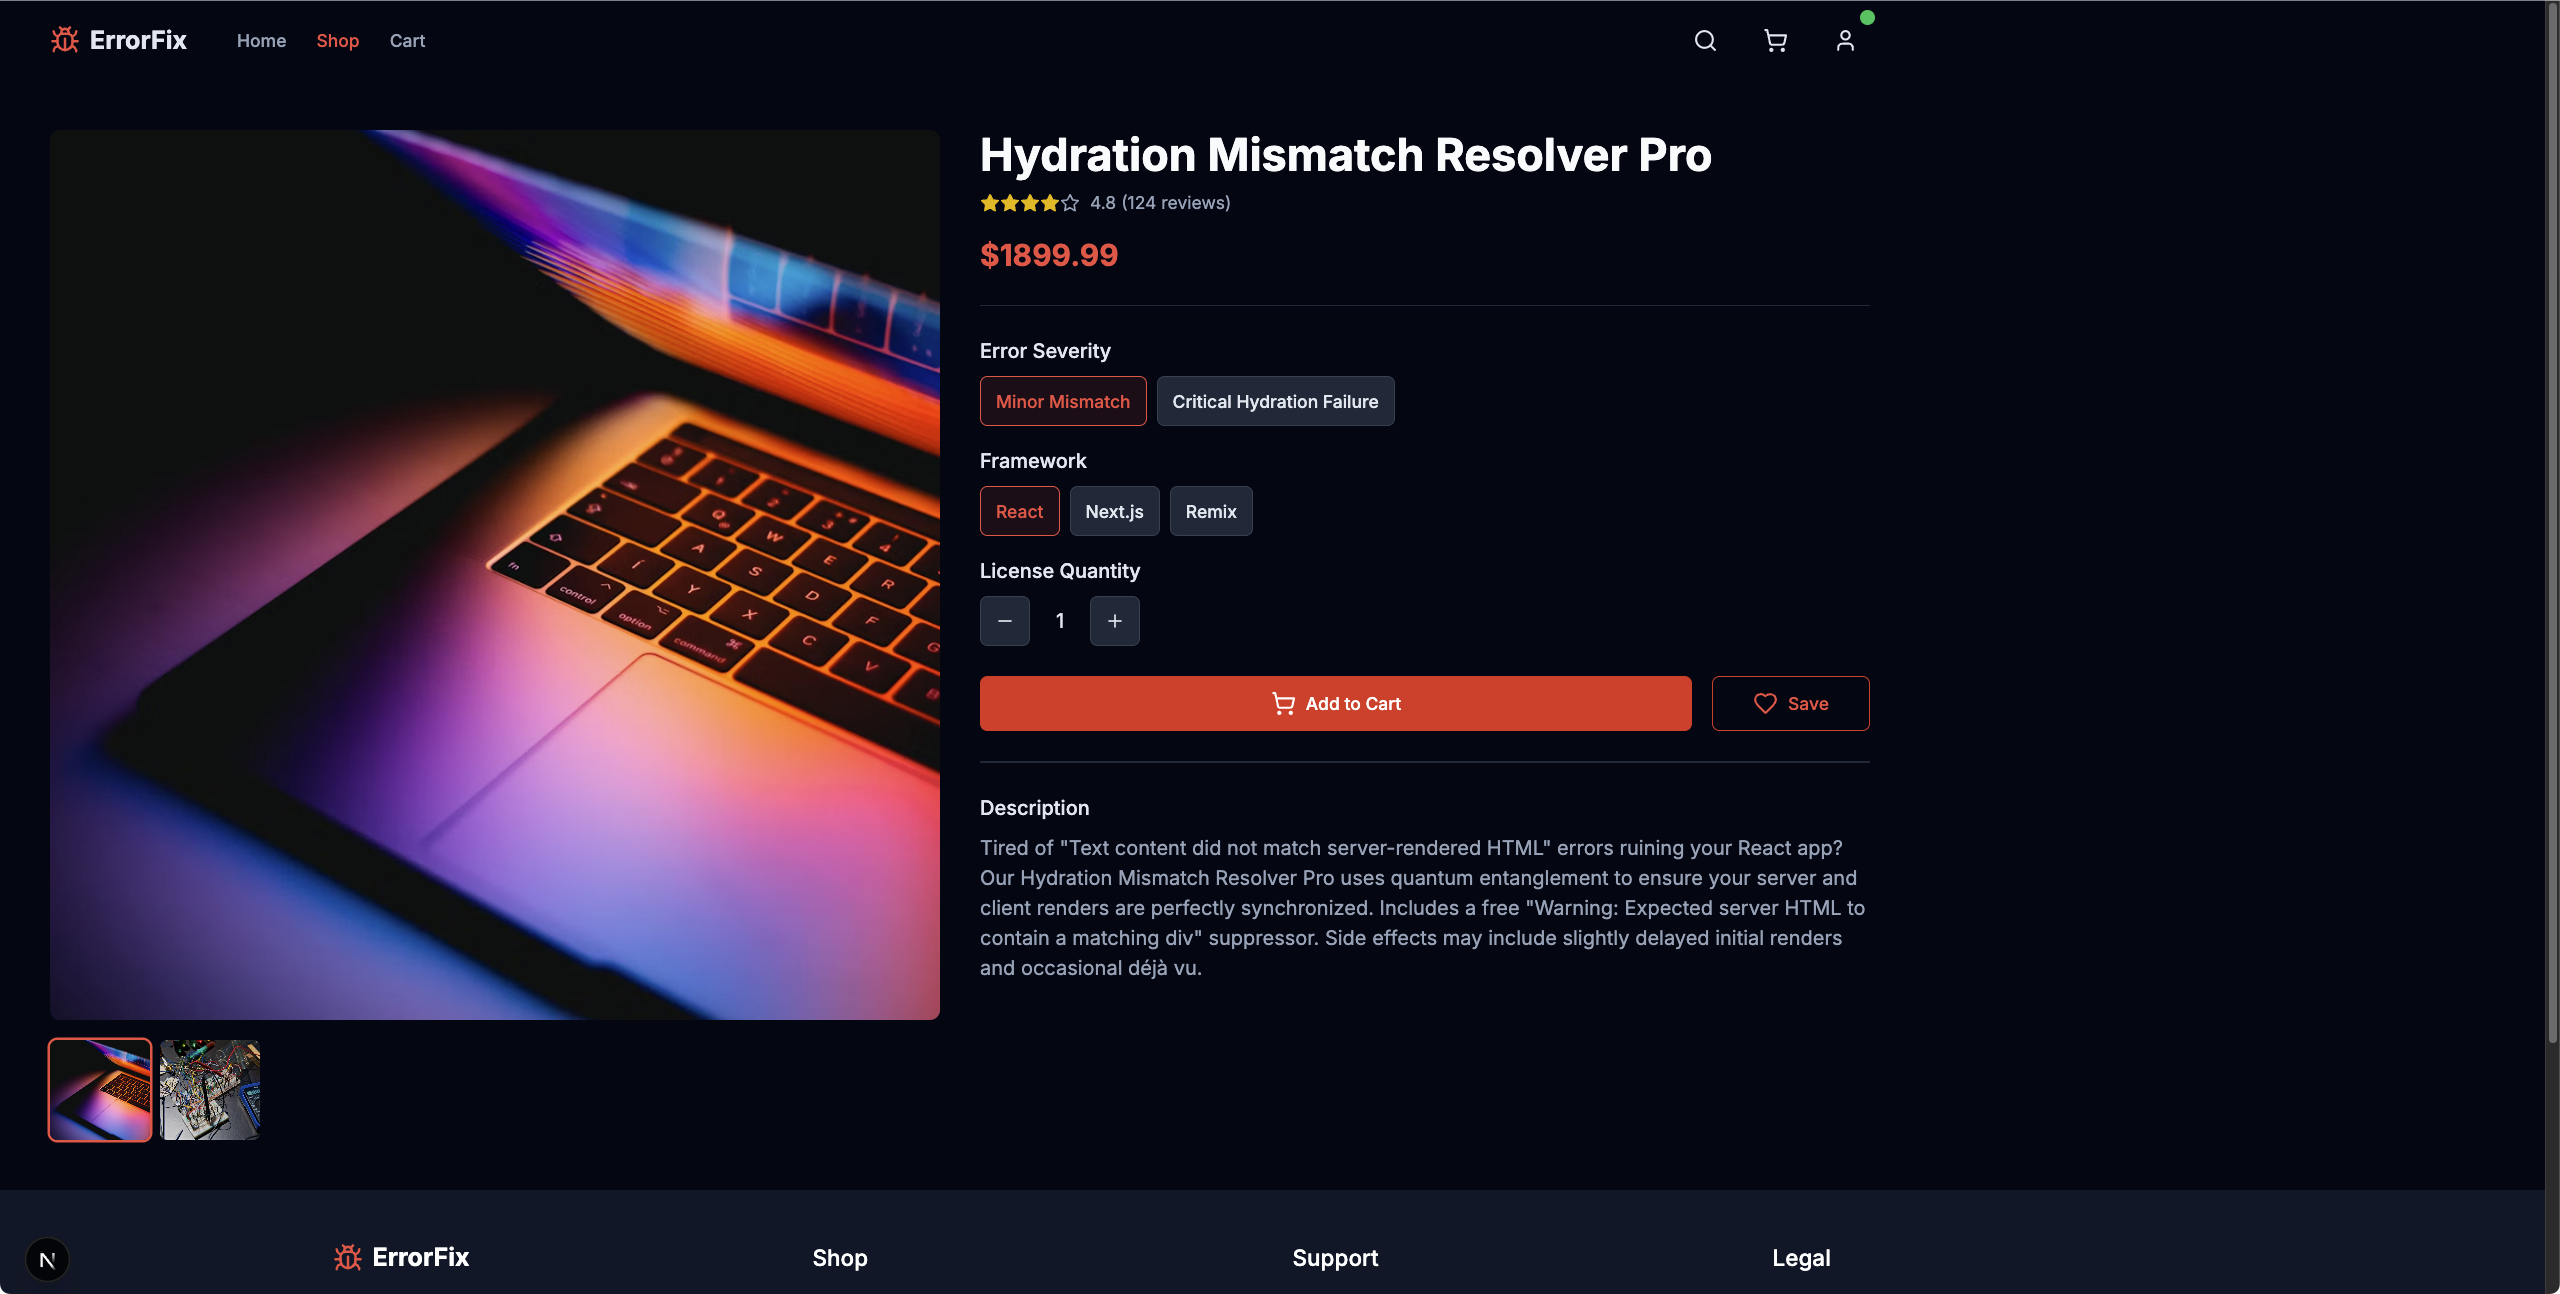 ErrorFix
Home
Shop
Cart
Hydration Mismatch Resolver Pro
4.8 (124 reviews)
$1899.99
Error Severity
Minor Mismatch
Critical Hydration Failure
Framework
React
Next.js
Remix
License Quantity
1
Add to Cart
Save
Description
Tired of "Text content did not match server-rendered HTML" errors ruining your React app?
Our Hydration Mismatch Resolver Pro uses quantum entanglement to ensure your server and
client renders are perfectly synchronized. Includes a free "Warning: Expected server HTML to
contain a matching div" suppressor. Side effects may include slightly delayed initial renders
and occasional déjà vu.
fn
control
option
command
Q W E R
A S D F
Y X C V
N
ErrorFix
Shop
Support
Legal